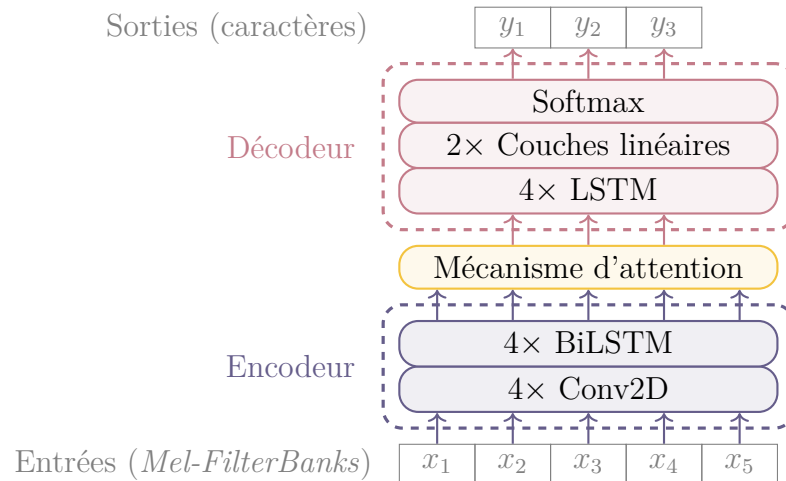 Sorties (caractères) y₁ y₂ y₃
Softmax
Décodeur 2× Couches linéaires
4× LSTM
Mécanisme d'attention
4× BiLSTM
Encodeur
4× Conv2D
Entrées (Mel-FilterBanks) x₁ x₂ x₃ x₄ x₅